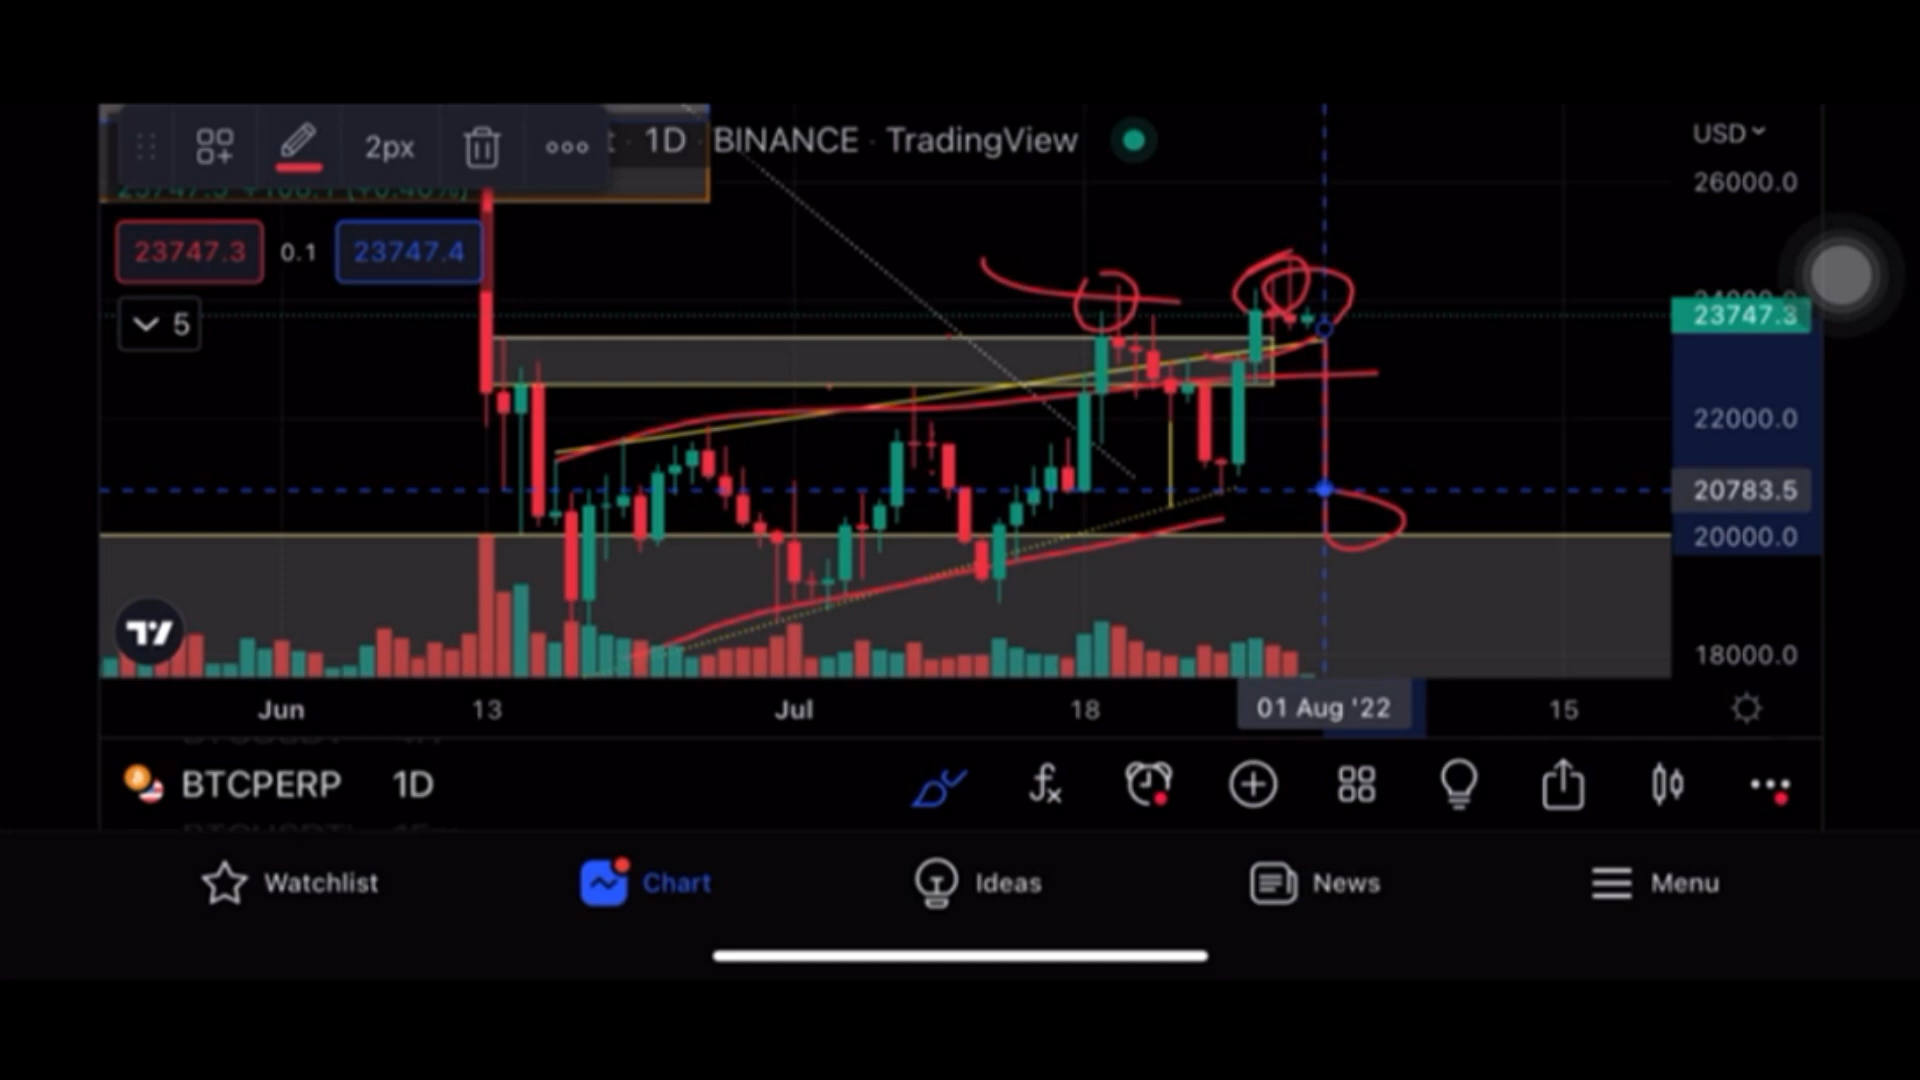 2px
1D · BINANCE · TradingView
USD
26000.0
23747.3
0.1
23747.4
23747.3
5
22000.0
20783.5
20000.0
18000.0
Jun
13
Jul
18
01 Aug '22
15
BTCPERP 1D
Watchlist
Chart
Ideas
News
Menu